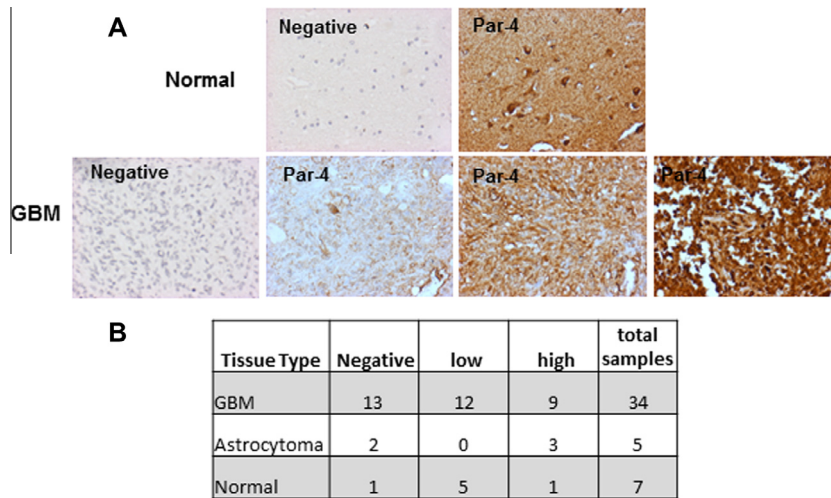 A
Negative Par-4
Normal
Negative Par-4 Par-4 Par-4
GBM
B
Tissue Type Negative low high total samples
GBM 13 12 9 34
Astrocytoma 2 0 3 5
Normal 1 5 1 7